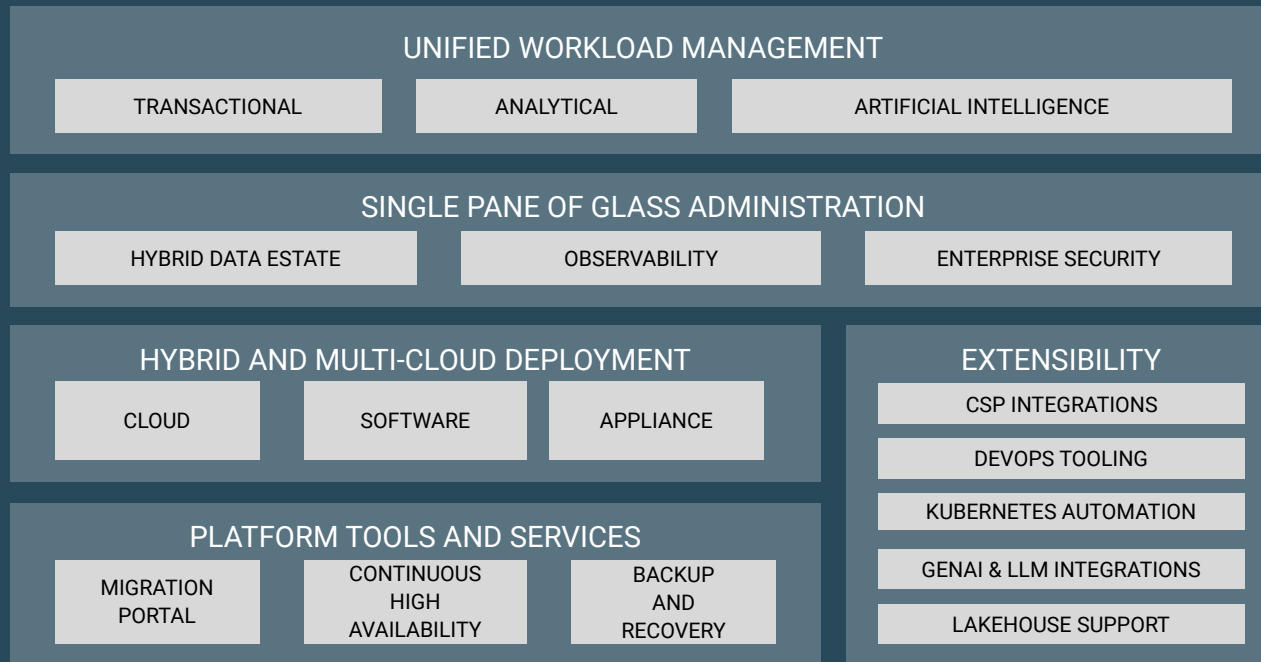 UNIFIED WORKLOAD MANAGEMENT
TRANSACTIONAL
ANALYTICAL
ARTIFICIAL INTELLIGENCE
SINGLE PANE OF GLASS ADMINISTRATION
HYBRID DATA ESTATE
OBSERVABILITY
ENTERPRISE SECURITY
HYBRID AND MULTI-CLOUD DEPLOYMENT
CLOUD
SOFTWARE
APPLIANCE
PLATFORM TOOLS AND SERVICES
MIGRATION
PORTAL
CONTINUOUS
HIGH
AVAILABILITY
BACKUP
AND
RECOVERY
EXTENSIBILITY
CSP INTEGRATIONS
DEVOPS TOOLING
KUBERNETES AUTOMATION
GENAI & LLM INTEGRATIONS
LAKEHOUSE SUPPORT